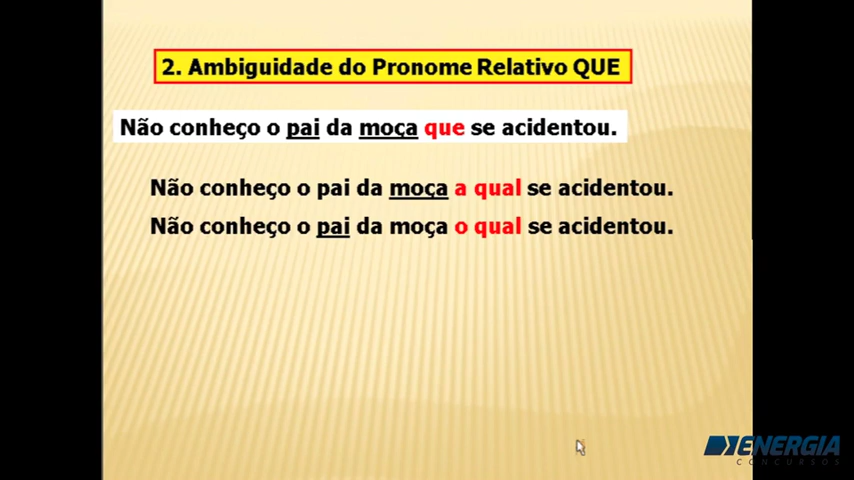 2. Ambiguidade do Pronome Relativo QUE
Não conheço o pai da moça que se acidentou.
Não conheço o pai da moça a qual se acidentou.
Não conheço o pai da moça o qual se acidentou.
ENERGIA
CONCURSOS